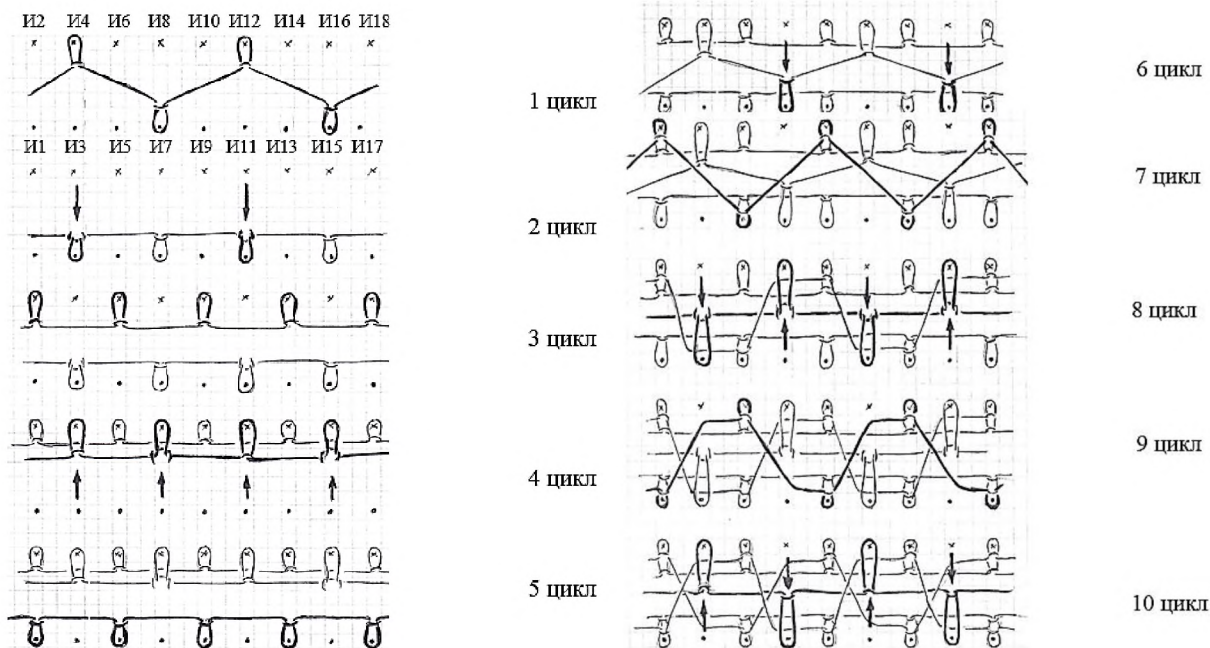 И2 И4 И6 И8 И10 И12 И14 И16 И18
1 цикл
И1 И3 И5 И7 И9 И11 И13 И15 И17
2 цикл
3 цикл
4 цикл
5 цикл
6 цикл
7 цикл
8 цикл
9 цикл
10 цикл